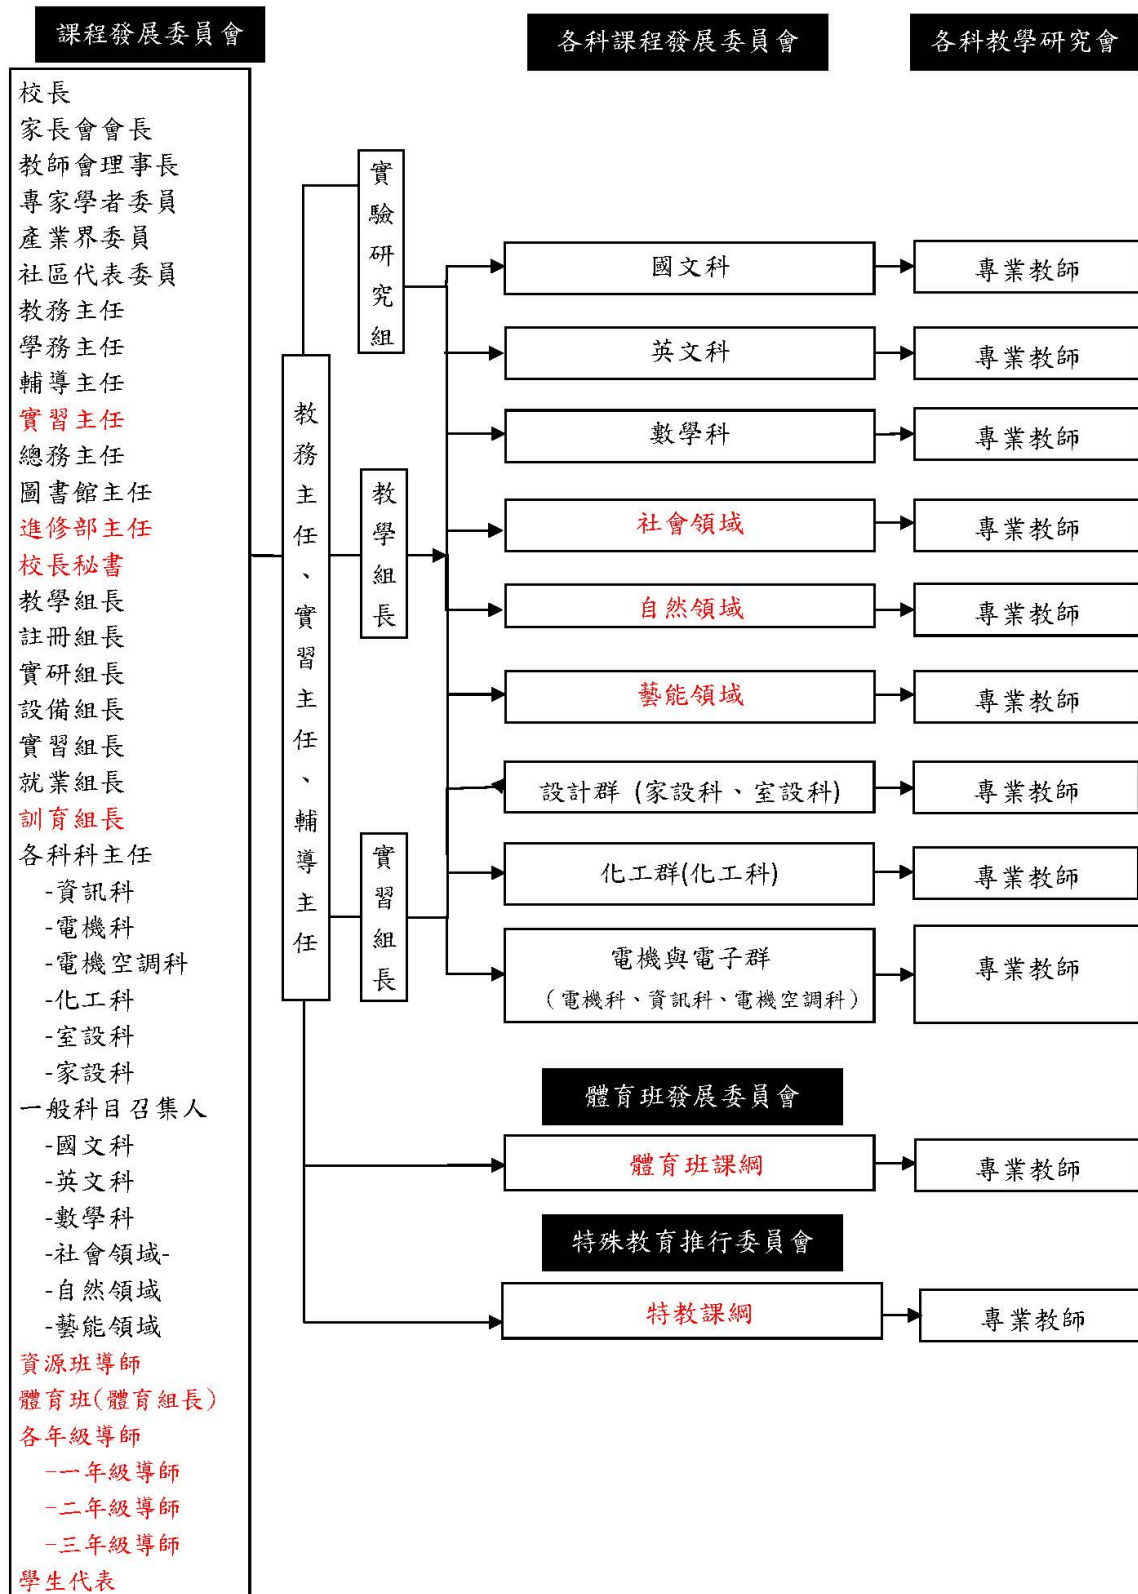 課程發展委員會
校長
家長會會長
教師會理事長
專家學者委員
產業界委員
社區代表委員
教務主任
學務主任
輔導主任
實習主任
總務主任
圖書館主任
進修部主任
校長秘書
教學組長
註冊組長
實研組長
設備組長
實習組長
就業組長
訓育組長
各科科主任
-資訊科
-電機科
-電機空調科
-化工科
-室設科
-家設科
一般科目召集人
-國文科
-英文科
-數學科
-社會領域-
-自然領域
-藝能領域
資源班導師
體育班(體育組長)
各年級導師
-一年級導師
-二年級導師
-三年級導師
學生代表
教務主任、實習主任、輔導主任
實驗研究組
教學組長
實習組長
各科課程發展委員會
各科教學研究會
國文科
專業教師
英文科
專業教師
數學科
專業教師
社會領域
專業教師
自然領域
專業教師
藝能領域
專業教師
設計群 (家設科、室設科)
專業教師
化工群(化工科)
專業教師
電機與電子群
(電機科、資訊科、電機空調科)
專業教師
體育班發展委員會
體育班課綱
專業教師
特殊教育推行委員會
特教課綱
專業教師